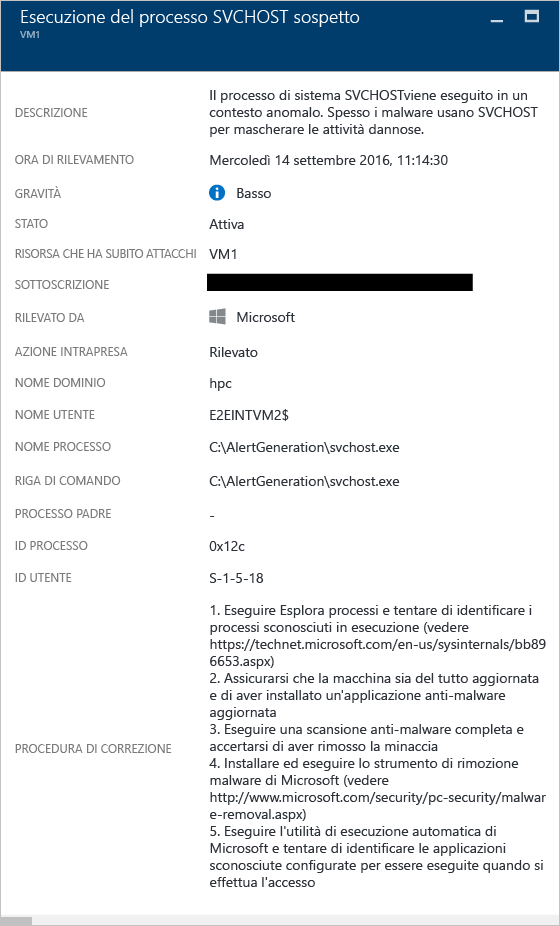 Esecuzione del processo SVCHOST sospetto
VM1
DESCRIZIONE
Il processo di sistema SVCHOSTviene eseguito in un
contesto anomalo. Spesso i malware usano SVCHOST
per mascherare le attività dannose.
ORA DI RILEVAMENTO
Mercoledì 14 settembre 2016, 11:14:30
GRAVITÀ
Basso
STATO
Attiva
RISORSA CHE HA SUBITO ATTACCHI
VM1
SOTTOSCRIZIONE
RILEVATO DA
Microsoft
AZIONE INTRAPRESA
Rilevato
NOME DOMINIO
hpc
NOME UTENTE
E2EINTVM2$
NOME PROCESSO
C:\AlertGeneration\svchost.exe
RIGA DI COMANDO
C:\AlertGeneration\svchost.exe
PROCESSO PADRE
-
ID PROCESSO
0x12c
ID UTENTE
S-1-5-18
PROCEDURA DI CORREZIONE
1. Eseguire Esplora processi e tentare di identificare i
processi sconosciuti in esecuzione (vedere
https://technet.microsoft.com/en-us/sysinternals/bb89
6653.aspx)
2. Assicurarsi che la macchina sia del tutto aggiornata
e di aver installato un'applicazione anti-malware
aggiornata
3. Eseguire una scansione anti-malware completa e
accertarsi di aver rimosso la minaccia
4. Installare ed eseguire lo strumento di rimozione
malware di Microsoft (vedere
http://www.microsoft.com/security/pc-security/malwar
e-removal.aspx)
5. Eseguire l'utilità di esecuzione automatica di
Microsoft e tentare di identificare le applicazioni
sconosciute configurate per essere eseguite quando si
effettua l'accesso